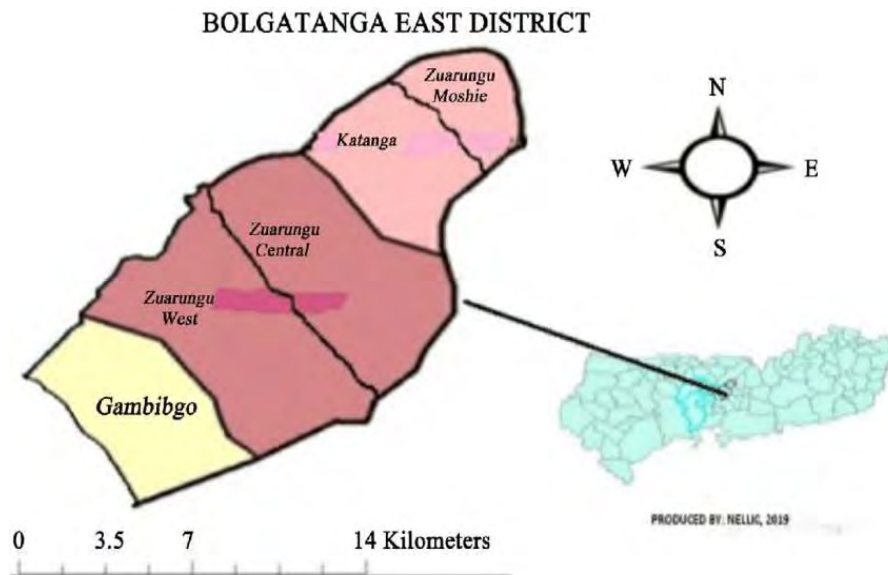 BOLGATANGA EAST DISTRICT
Zuarungu
Moshie
Katanga
N
W
E
S
Zuarungu
Central
Zuarungu
West
Gambibgo
PRODUCED BY: NELLIC, 2019
0 3.5 7 14 Kilometers